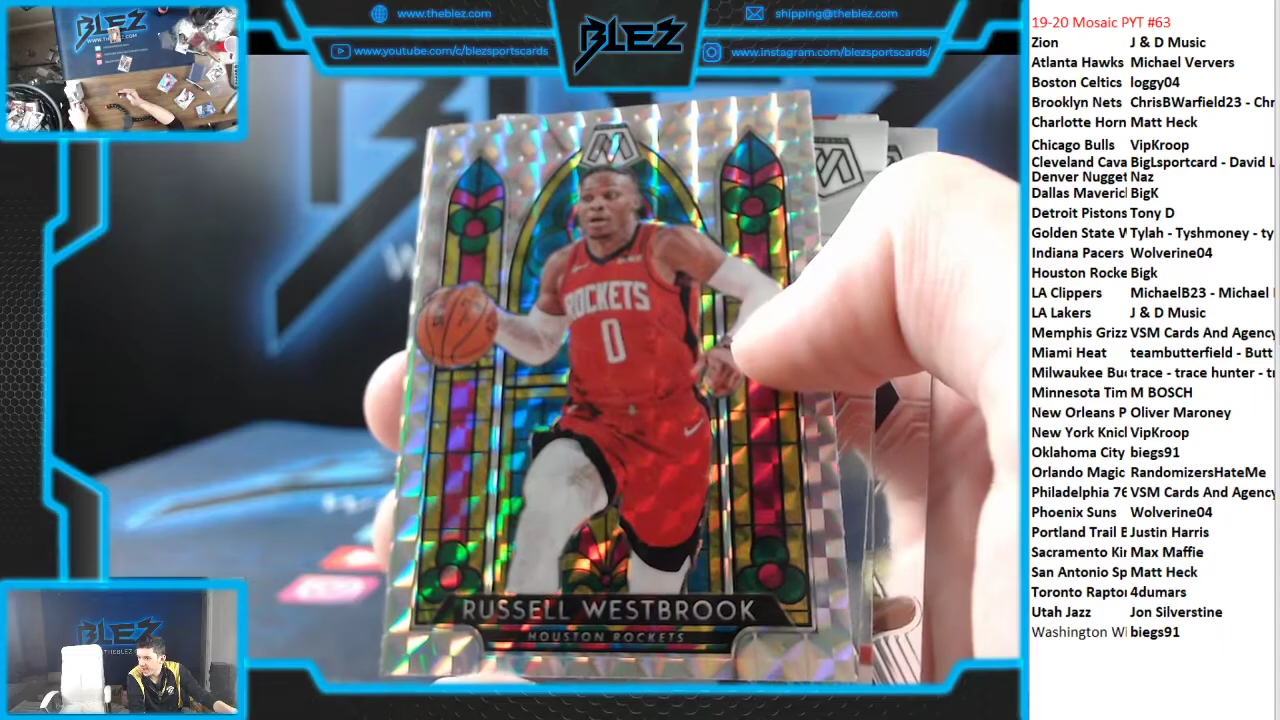 www.theblez.com
shipping@theblez.com
www.youtube.com/c/blezsportscards
www.instagram.com/blezsportscards/
BLEZ
ROCKETS
0
RUSSELL WESTBROOK
HOUSTON ROCKETS
19-20 Mosaic PYT #63
Zion J & D Music
Atlanta Hawks Michael Ververs
Boston Celtics loggy04
Brooklyn Nets ChrisBWarfield23 - Chr
Charlotte Horn Matt Heck
Chicago Bulls VipKroop
Cleveland Cava BigLsportcard - David L
Denver Nugget Naz
Dallas Maveric BigK
Detroit Pistons Tony D
Golden State V Tylah - Tyshmoney - ty
Indiana Pacers Wolverine04
Houston Rocke Bigk
LA Clippers MichaelB23 - Michael
LA Lakers J & D Music
Memphis Grizz VSM Cards And Agency
Miami Heat teambutterfield - Butt
Milwaukee Bu trace - trace hunter - t
Minnesota Tim M BOSCH
New Orleans P Oliver Maroney
New York Knic VipKroop
Oklahoma City biegs91
Orlando Magic RandomizersHateMe
Philadelphia 76 VSM Cards And Agency
Phoenix Suns Wolverine04
Portland Trail B Justin Harris
Sacramento Kin Max Maffie
San Antonio Sp Matt Heck
Toronto Rapto 4dumars
Utah Jazz Jon Silverstine
Washington W biegs91
BLEZ
BLEZ